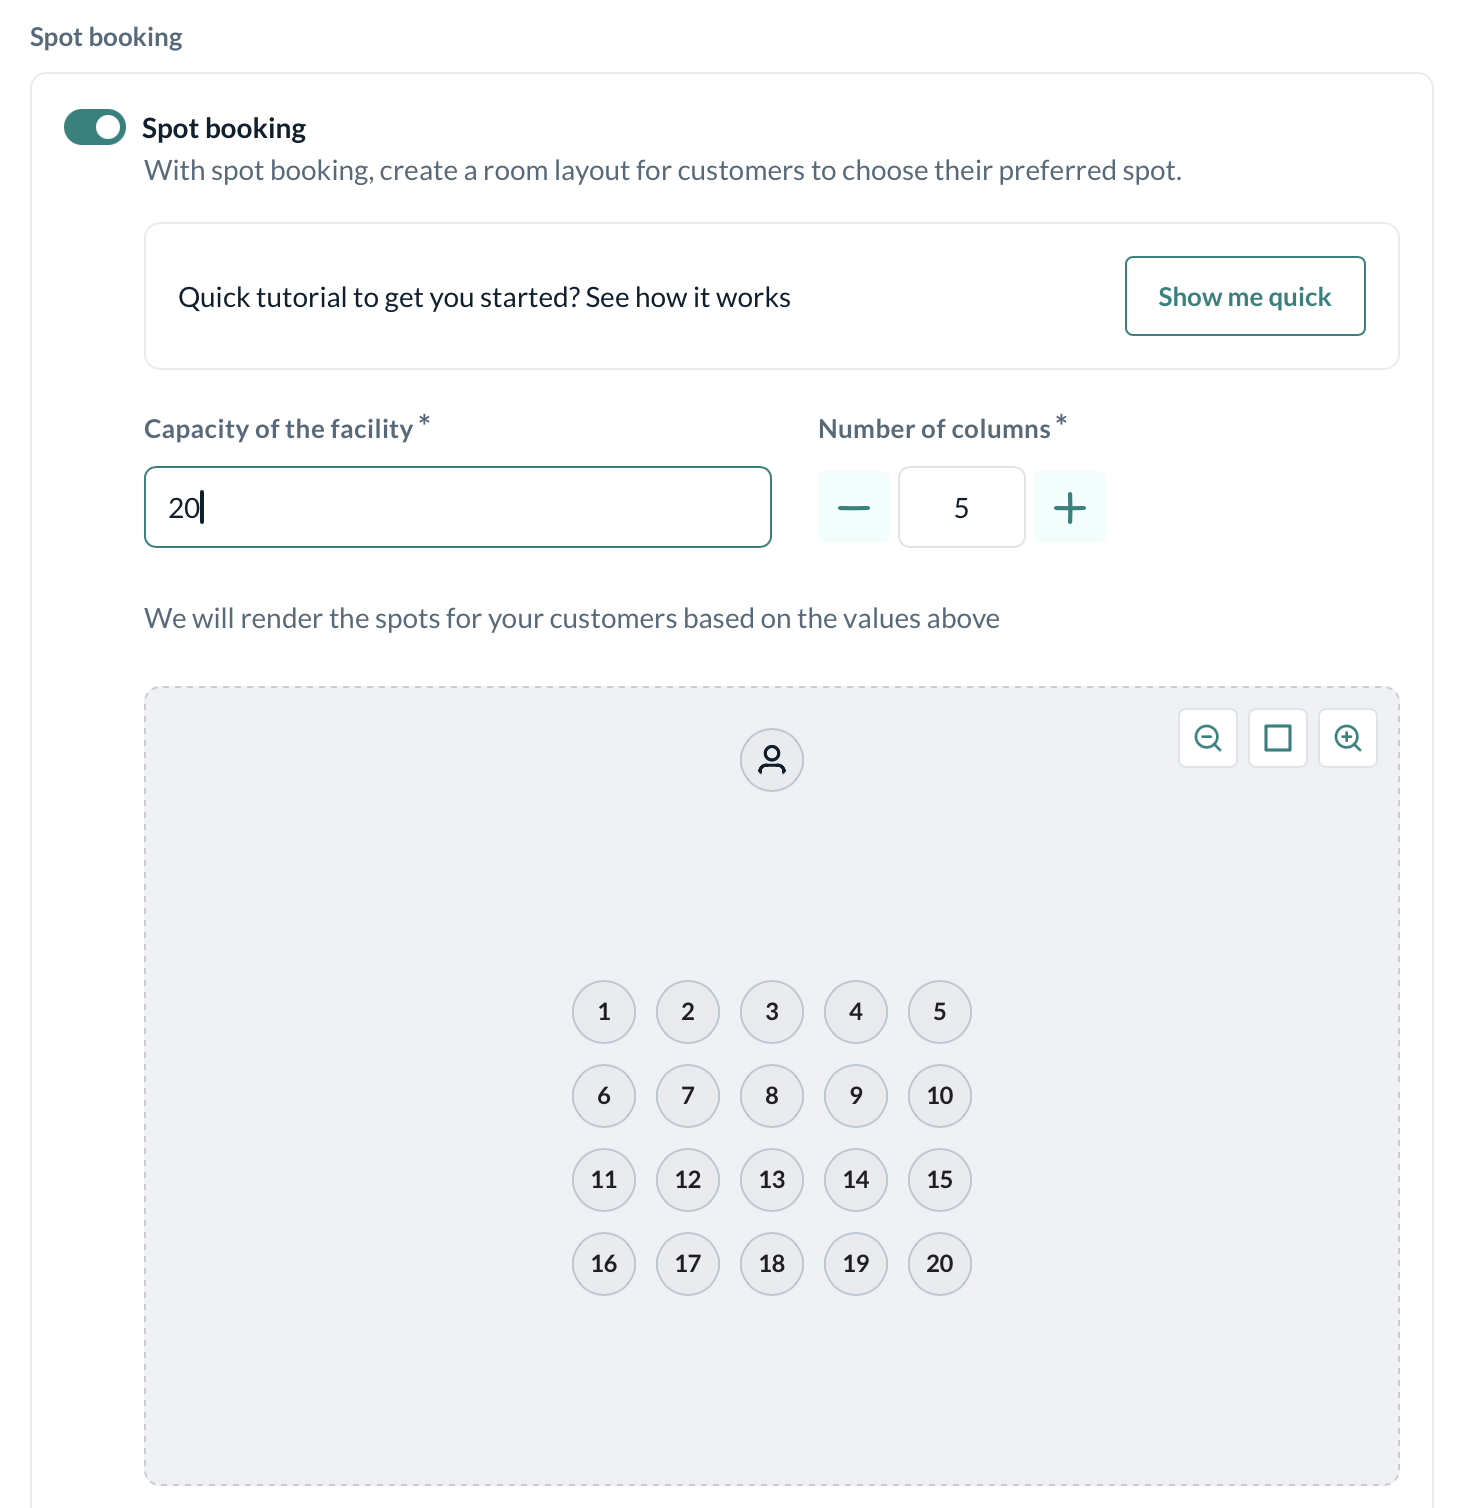 Spot booking
Spot booking
With spot booking, create a room layout for customers to choose their preferred spot.
Quick tutorial to get you started? See how it works
Show me quick
Capacity of the facility *
Number of columns *
20
5
We will render the spots for your customers based on the values above
1 2 3 4 5
6 7 8 9 10
11 12 13 14 15
16 17 18 19 20